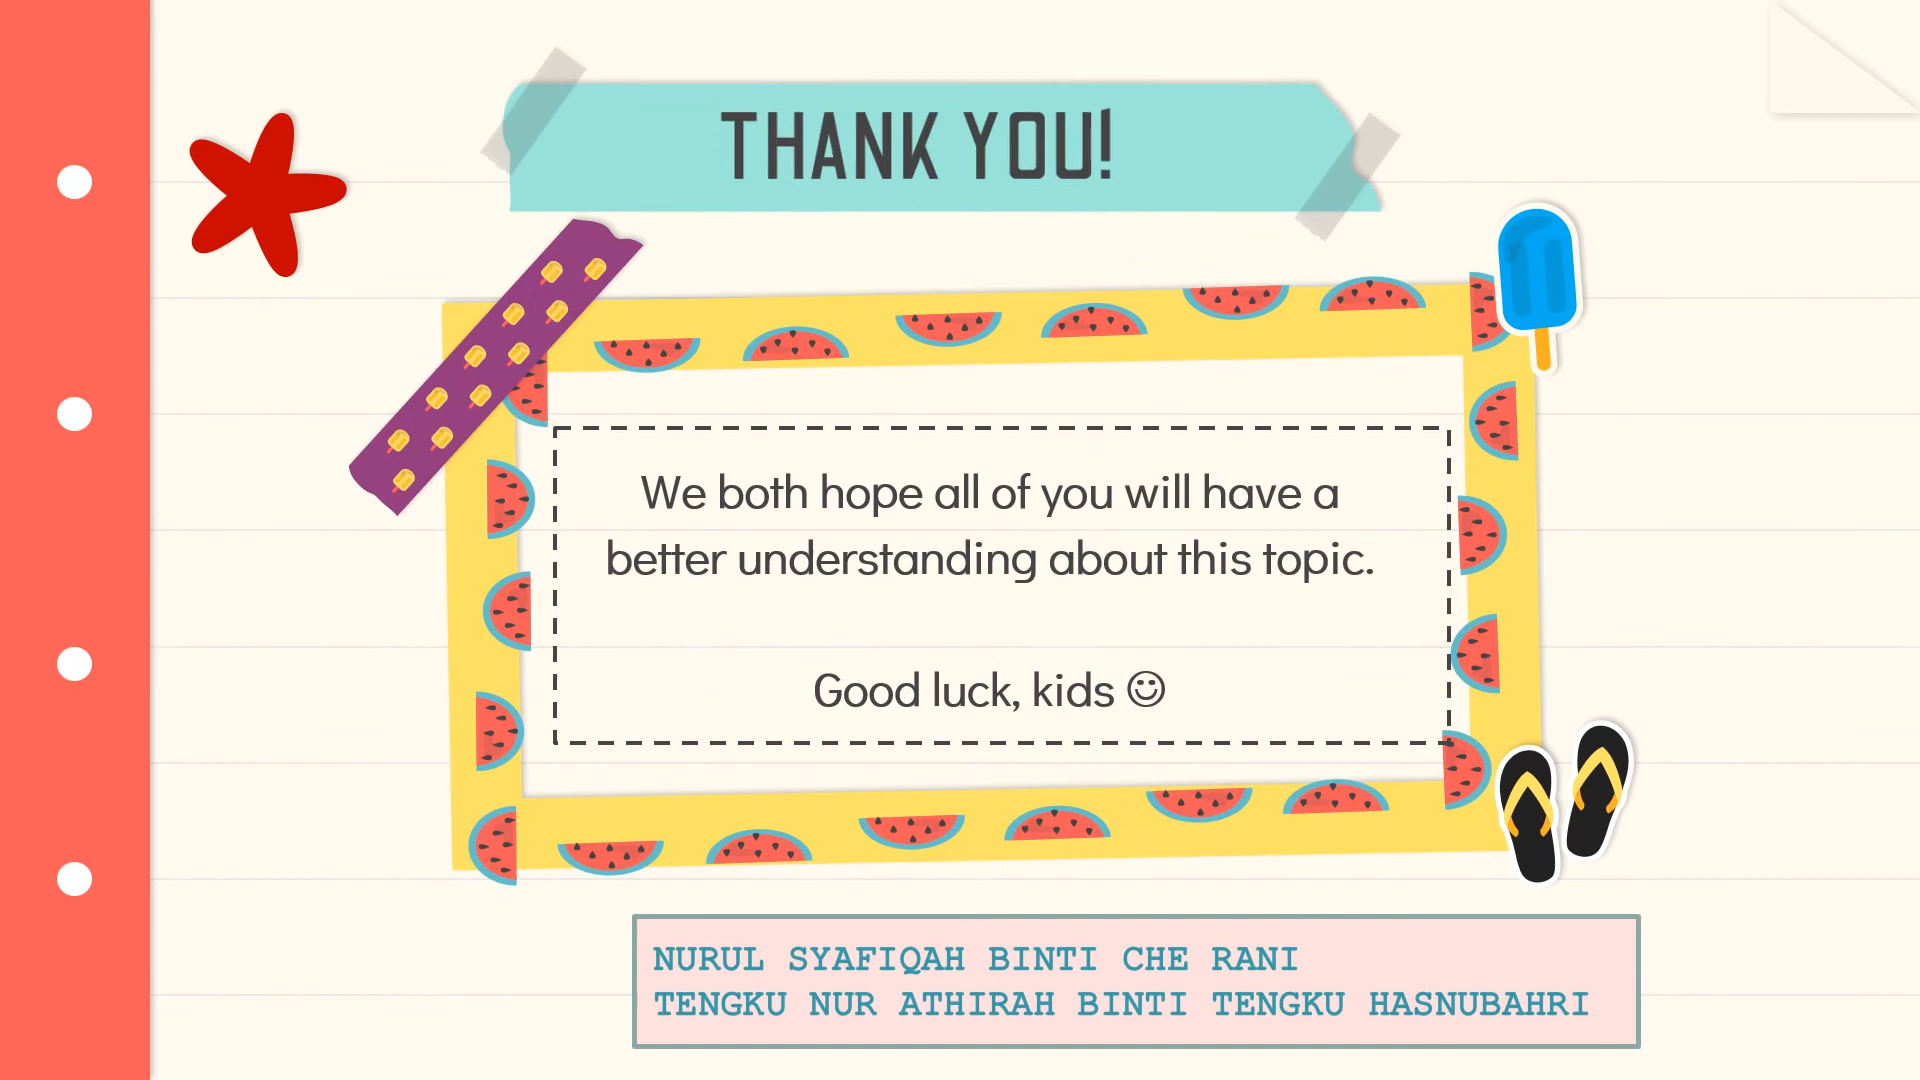 THANK YOU!
We both hope all of you will have a
better understanding about this topic.
Good luck, kids ☺
NURUL SYAFIQAH BINTI CHE RANI
TENGKU NUR ATHIRAH BINTI TENGKU HASNUBAHRI